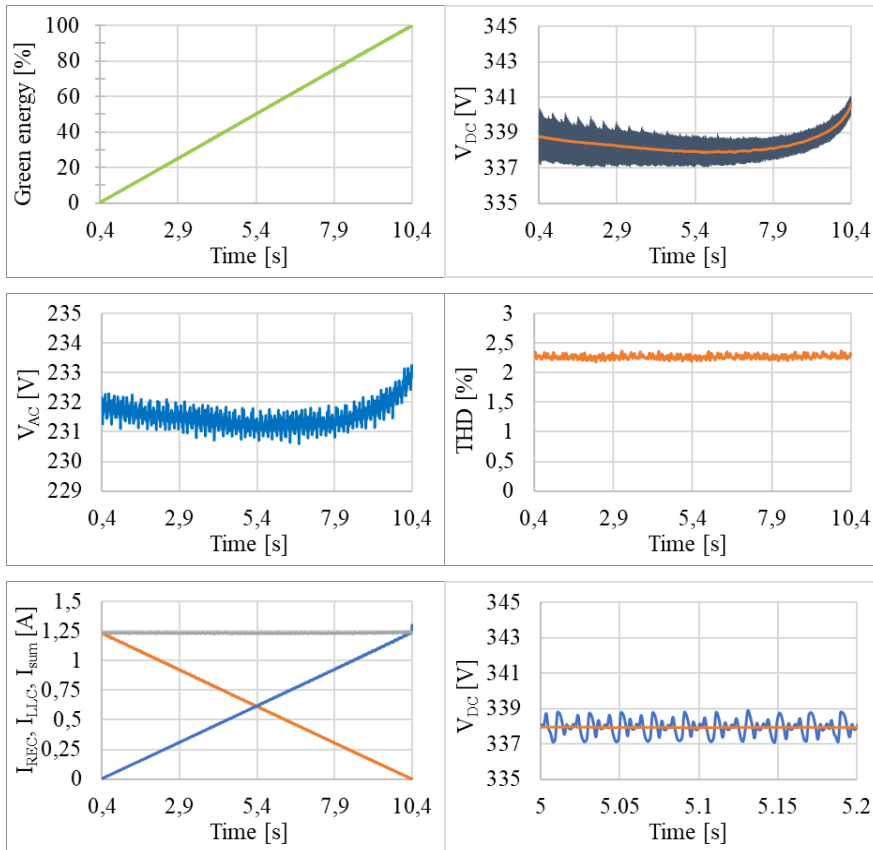 Green energy [%]
100
80
60
40
20
0
0,4 2,9 5,4 7,9 10,4
Time [s]
V_DC [V]
345
343
341
339
337
335
0,4 2,9 5,4 7,9 10,4
Time [s]
V_AC [V]
235
234
233
232
231
230
229
0,4 2,9 5,4 7,9 10,4
Time [s]
THD [%]
3
2,5
2
1,5
1
0,5
0
0,4 2,9 5,4 7,9 10,4
Time [s]
I_REC, I_LLC, I_sum [A]
1,5
1,25
1
0,75
0,5
0,25
0
0,4 2,9 5,4 7,9 10,4
Time [s]
V_DC [V]
345
343
341
339
337
335
5 5.05 5.1 5.15 5.2
Time [s]